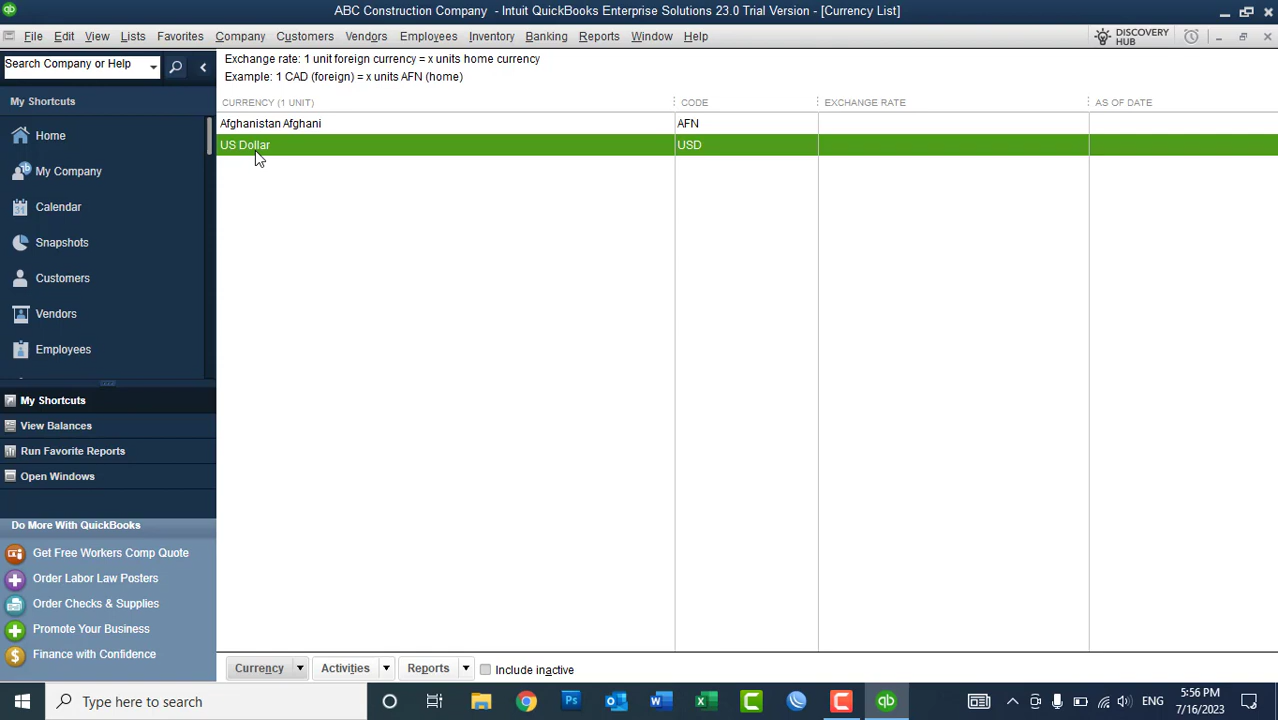 ABC Construction Company - Intuit QuickBooks Enterprise Solutions 23.0 Trial Version - [Currency List]
File Edit View Lists Favorites Company Customers Vendors Employees Inventory Banking Reports Window Help
DISCOVERY
HUB
Search Company or Help
Exchange rate: 1 unit foreign currency = x units home currency
Example: 1 CAD (foreign) = x units AFN (home)
My Shortcuts
CURRENCY (1 UNIT) CODE EXCHANGE RATE AS OF DATE
Afghanistan Afghani AFN
US Dollar USD
Home
My Company
Calendar
Snapshots
Customers
Vendors
Employees
My Shortcuts
View Balances
Run Favorite Reports
Open Windows
Do More With QuickBooks
Get Free Workers Comp Quote
Order Labor Law Posters
Order Checks & Supplies
Promote Your Business
Finance with Confidence
Currency Activities Reports Include inactive
Type here to search
ENG
5:56 PM
7/16/2023